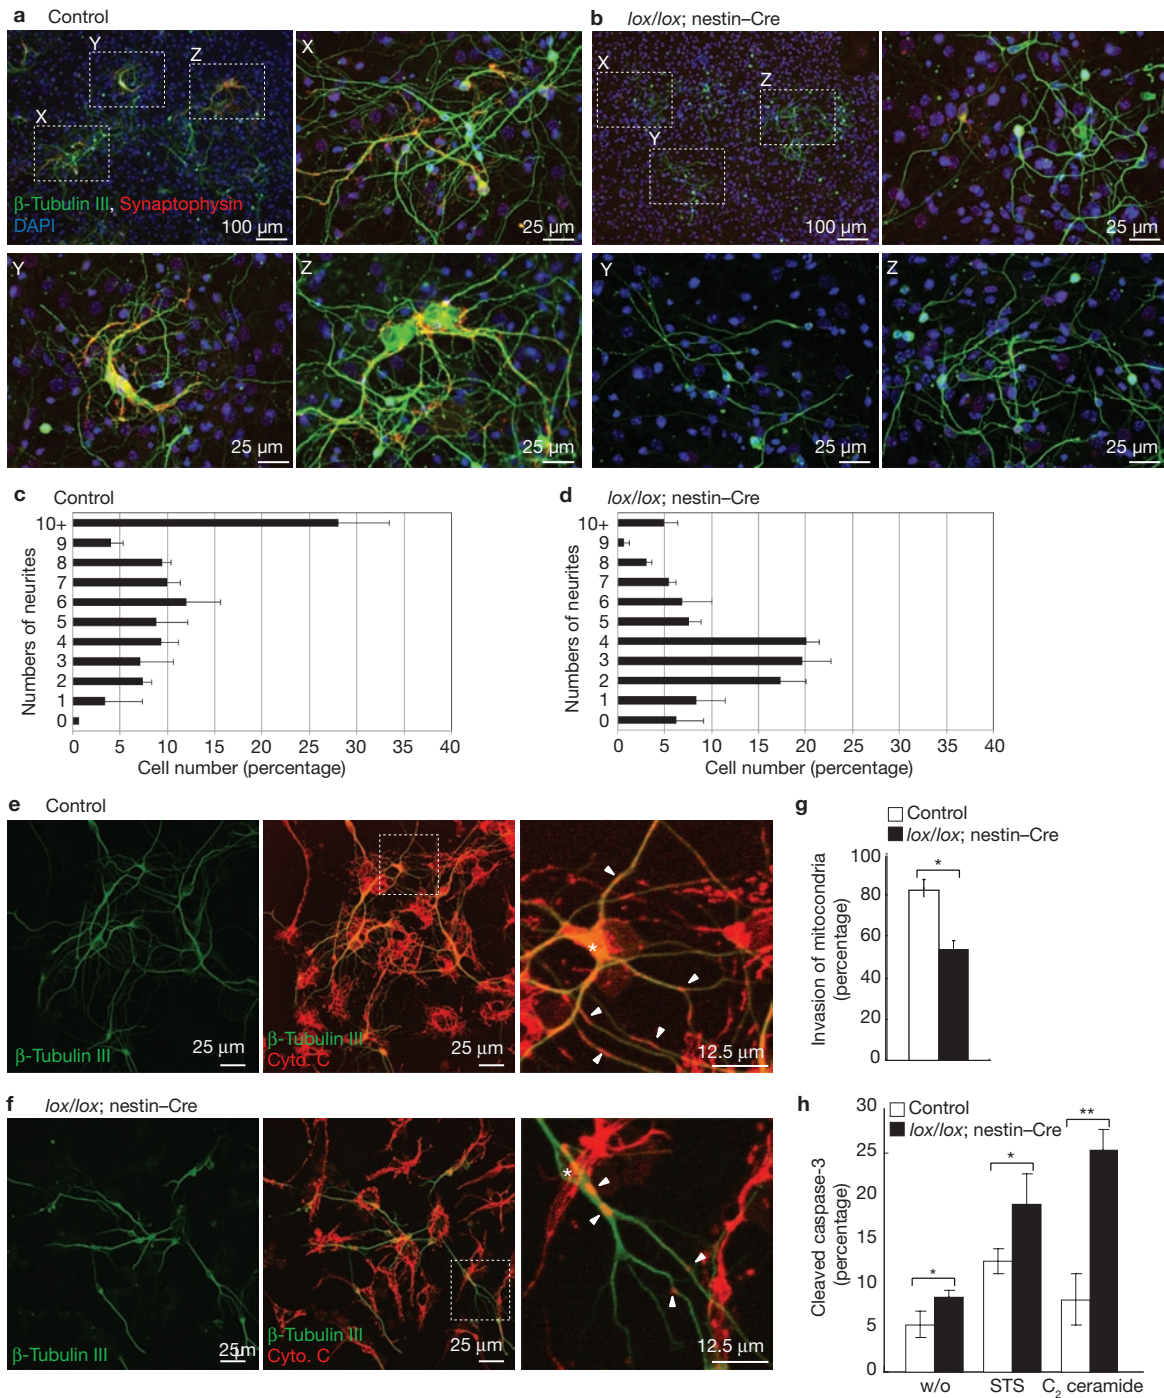 a Control
Y
Z
X
β-Tubulin III, Synaptophysin
DAPI
100 µm
X
25 µm
Y
25 µm
Z
25 µm
b lox/lox; nestin–Cre
X
Z
Y
100 µm
25 µm
Y
25 µm
Z
25 µm
c Control
Numbers of neurites
10+
9
8
7
6
5
4
3
2
1
0
0 5 10 15 20 25 30 35 40
Cell number (percentage)
d lox/lox; nestin–Cre
Numbers of neurites
10+
9
8
7
6
5
4
3
2
1
0
0 5 10 15 20 25 30 35 40
Cell number (percentage)
e Control
β-Tubulin III
25 µm
β-Tubulin III
Cyto. C
25 µm
*
12.5 µm
f lox/lox; nestin–Cre
β-Tubulin III
25 µm
β-Tubulin III
Cyto. C
25 µm
*
12.5 µm
g
Control
lox/lox; nestin–Cre
Invasion of mitocondria
(percentage)
100
80
60
40
20
0
*
h
Control
lox/lox; nestin–Cre
Cleaved caspase-3
(percentage)
30
25
20
15
10
5
0
*
*
**
w/o STS C₂ ceramide